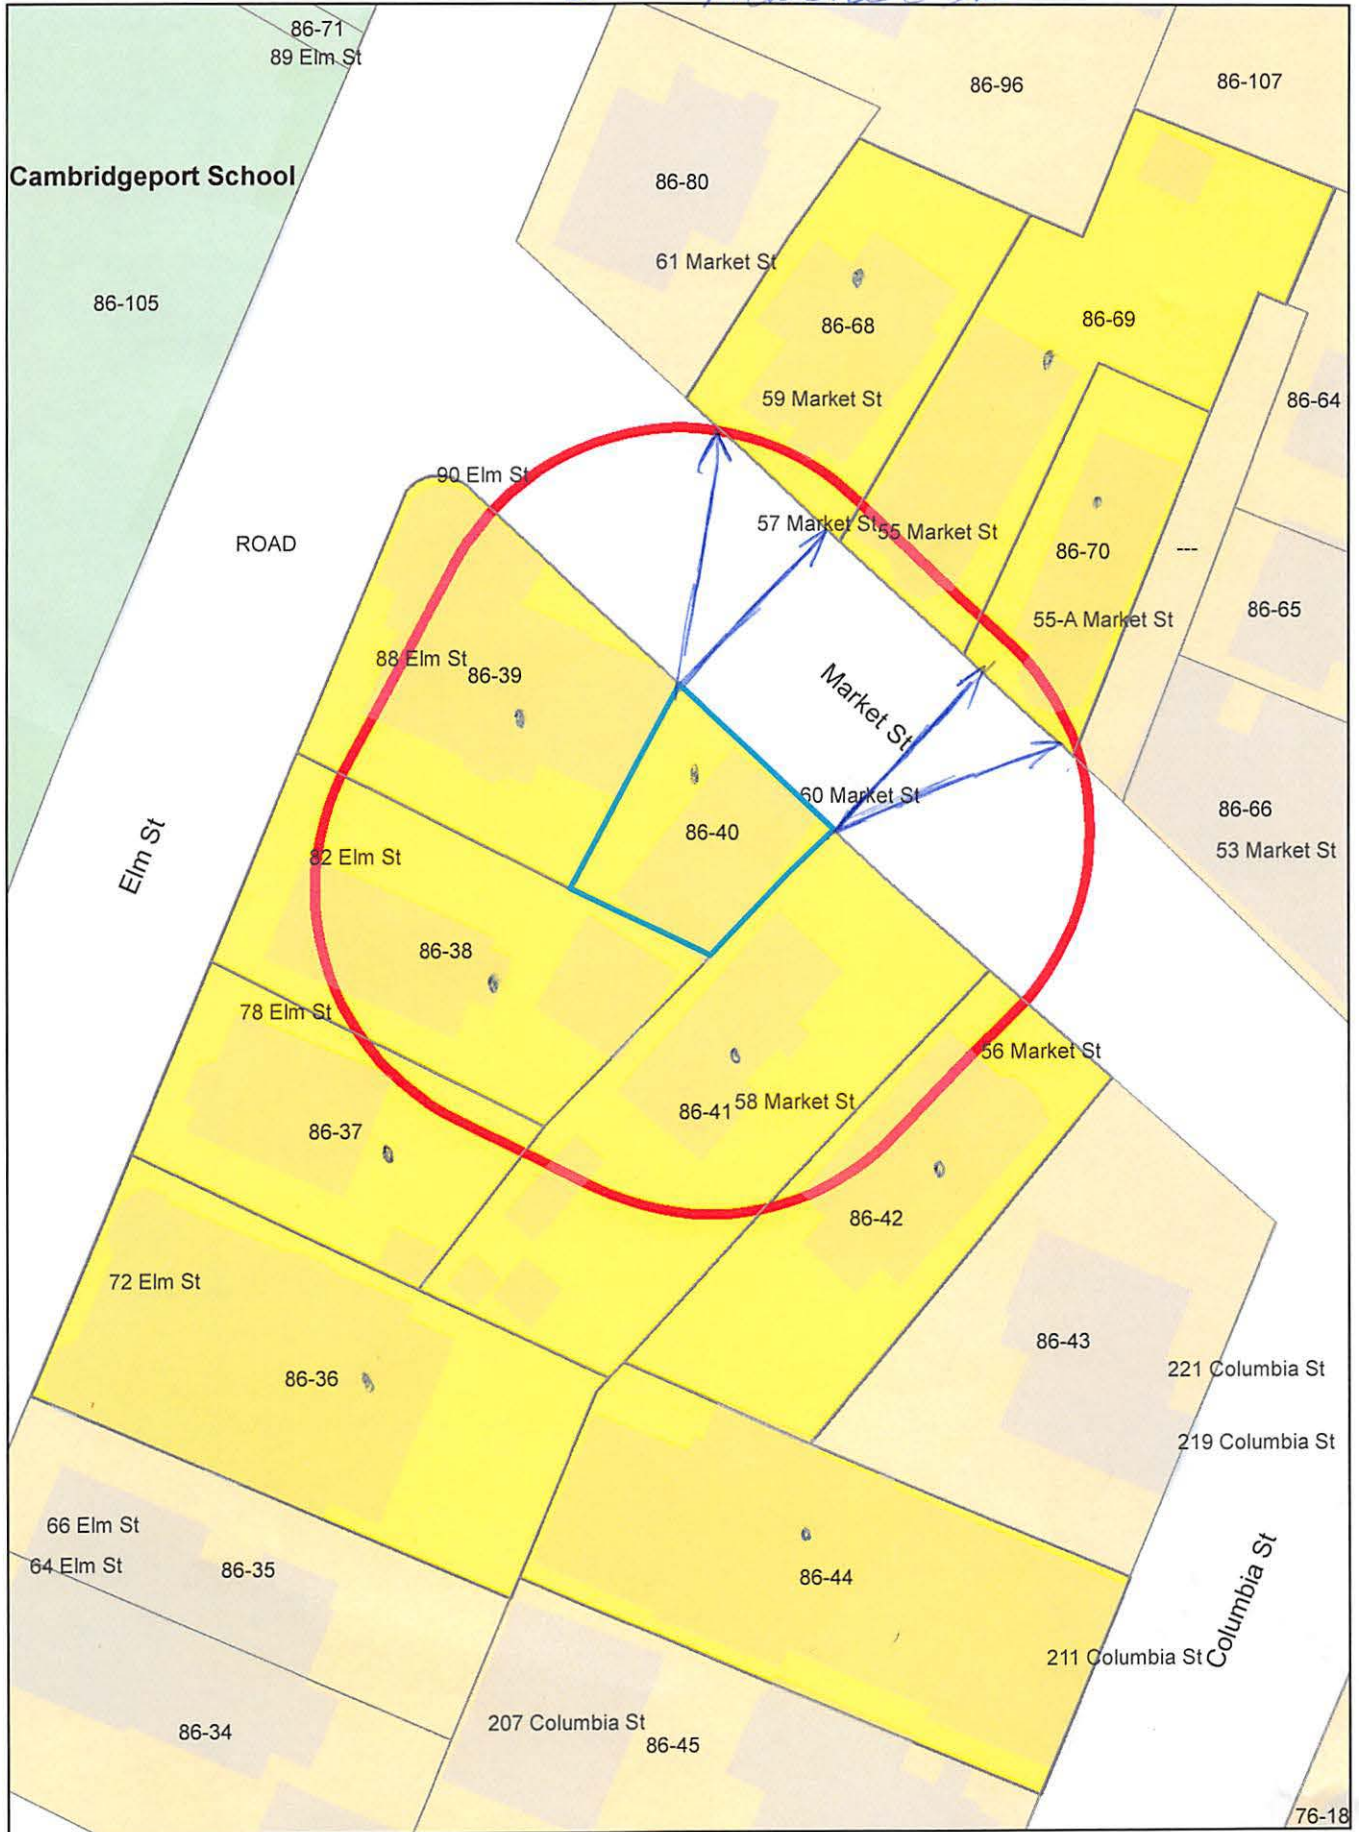 86-71
89 Elm St
86-96
86-107
Cambridgeport School
86-80
61 Market St
86-105
86-68
86-69
59 Market St
86-64
90 Elm St
57 Market St
55 Market St
ROAD
86-70
---
86-65
55-A Market St
88 Elm St
86-39
Market St
60 Market St
86-40
86-66
53 Market St
Elm St
82 Elm St
86-38
78 Elm St
56 Market St
86-41
58 Market St
86-37
86-42
72 Elm St
86-36
86-43
221 Columbia St
219 Columbia St
66 Elm St
64 Elm St
86-35
86-44
Columbia St
211 Columbia St
86-34
207 Columbia St
86-45
76-18